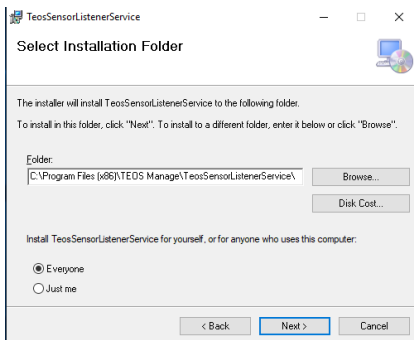 TeosSensorListenerService
Select Installation Folder
The installer will install TeosSensorListenerService to the following folder.
To install in this folder, click "Next". To install to a different folder, enter it below or click "Browse".
Folder:
C:\Program Files (x86)\TEOS Manage\TeosSensorListenerService\
Browse...
Disk Cost...
Install TeosSensorListenerService for yourself, or for anyone who uses this computer:
Everyone
Just me
< Back
Next >
Cancel